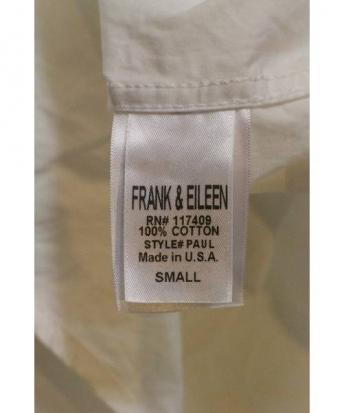 FRANK & EILEEN
RN# 117409
100% COTTON
STYLE# PAUL
Made in U.S.A.
SMALL